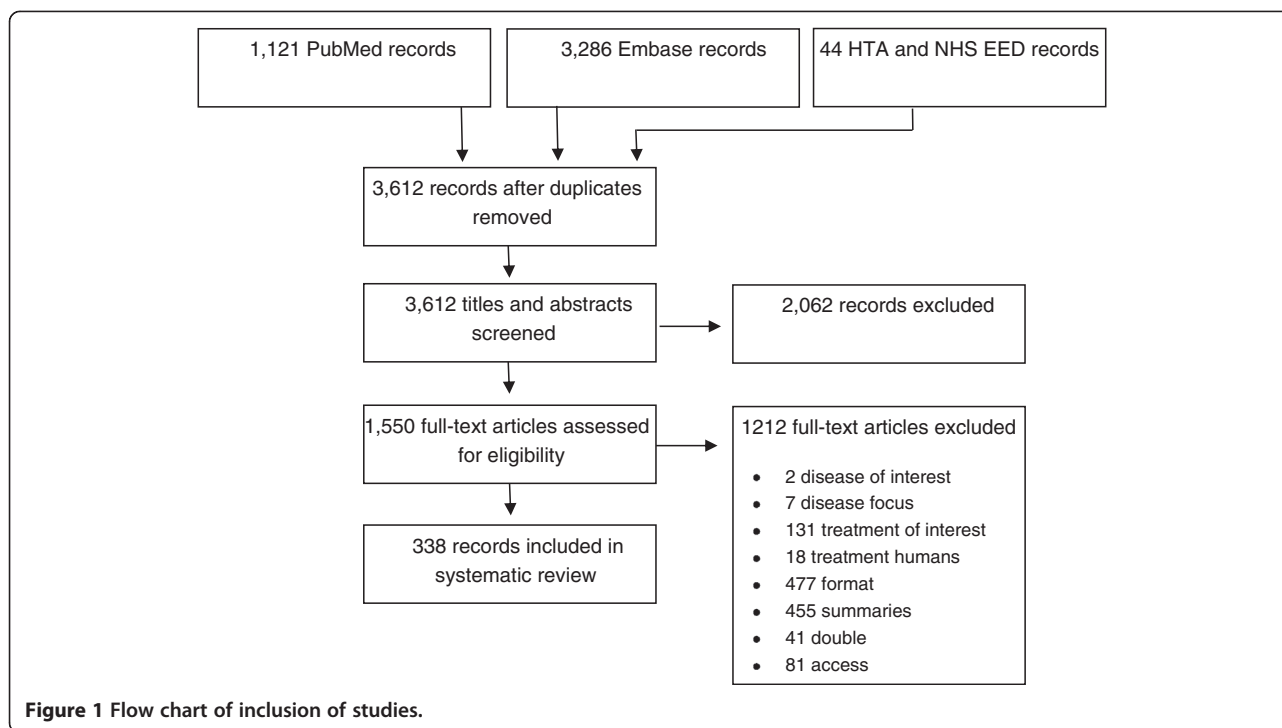 1,121 PubMed records
3,286 Embase records
44 HTA and NHS EED records
3,612 records after duplicates
removed
3,612 titles and abstracts
screened
2,062 records excluded
1,550 full-text articles assessed
for eligibility
1212 full-text articles excluded
• 2 disease of interest
• 7 disease focus
• 131 treatment of interest
• 18 treatment humans
• 477 format
• 455 summaries
• 41 double
• 81 access
338 records included in
systematic review
Figure 1 Flow chart of inclusion of studies.